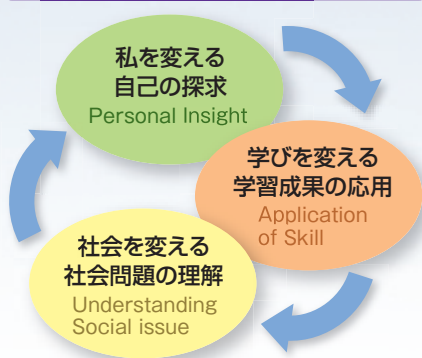 私を変える
自己の探求
Personal Insight
学びを変える
学習成果の応用
Application
of Skill
社会を変える
社会問題の理解
Understanding
Social issue